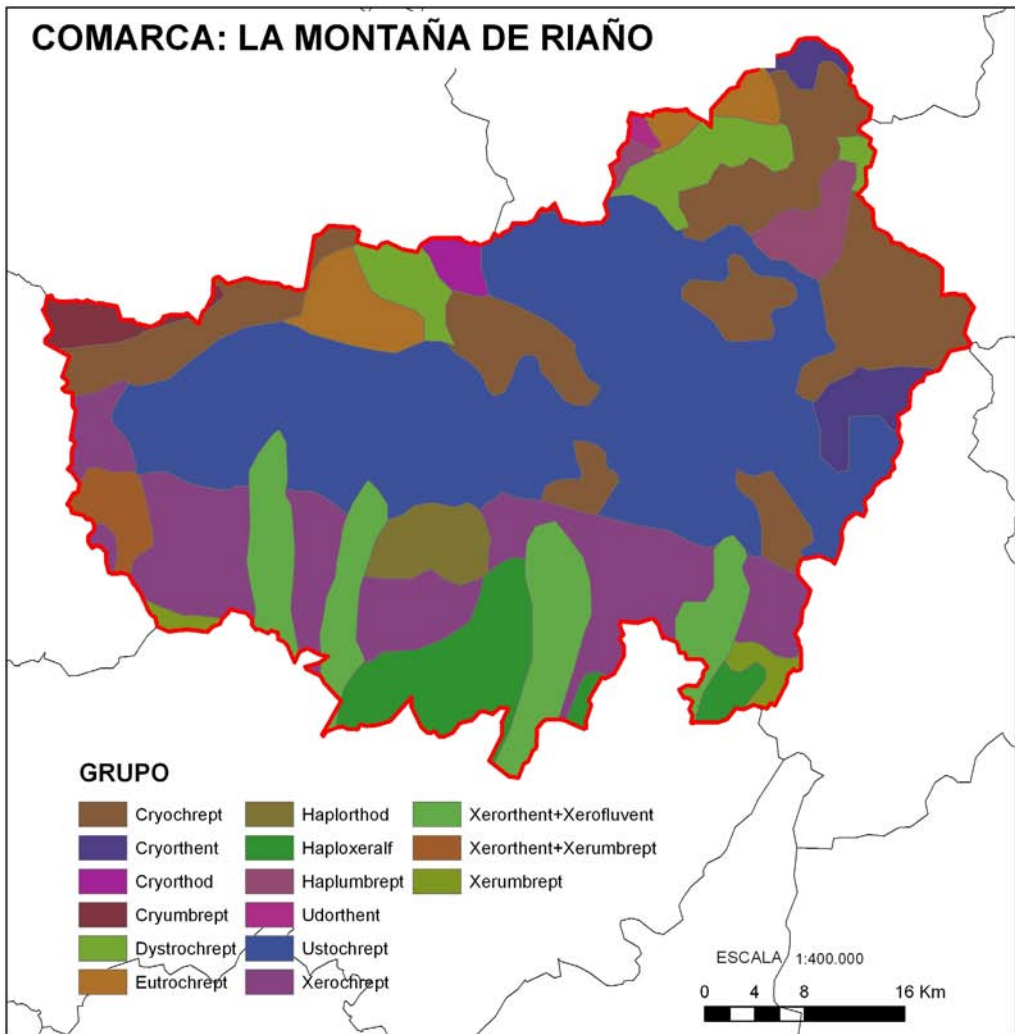 COMARCA: LA MONTAÑA DE RIAÑO
GRUPO
Cryochrept
Cryorthent
Cryorthod
Cryumbrept
Dystrochrept
Eutrochrept
Haplorthod
Haploxeralf
Haplumbrept
Udorthent
Ustochrept
Xerochrept
Xerorthent+Xerofluvent
Xerorthent+Xerumbrept
Xerumbrept
ESCALA 1:400.000
0 4 8 16 Km